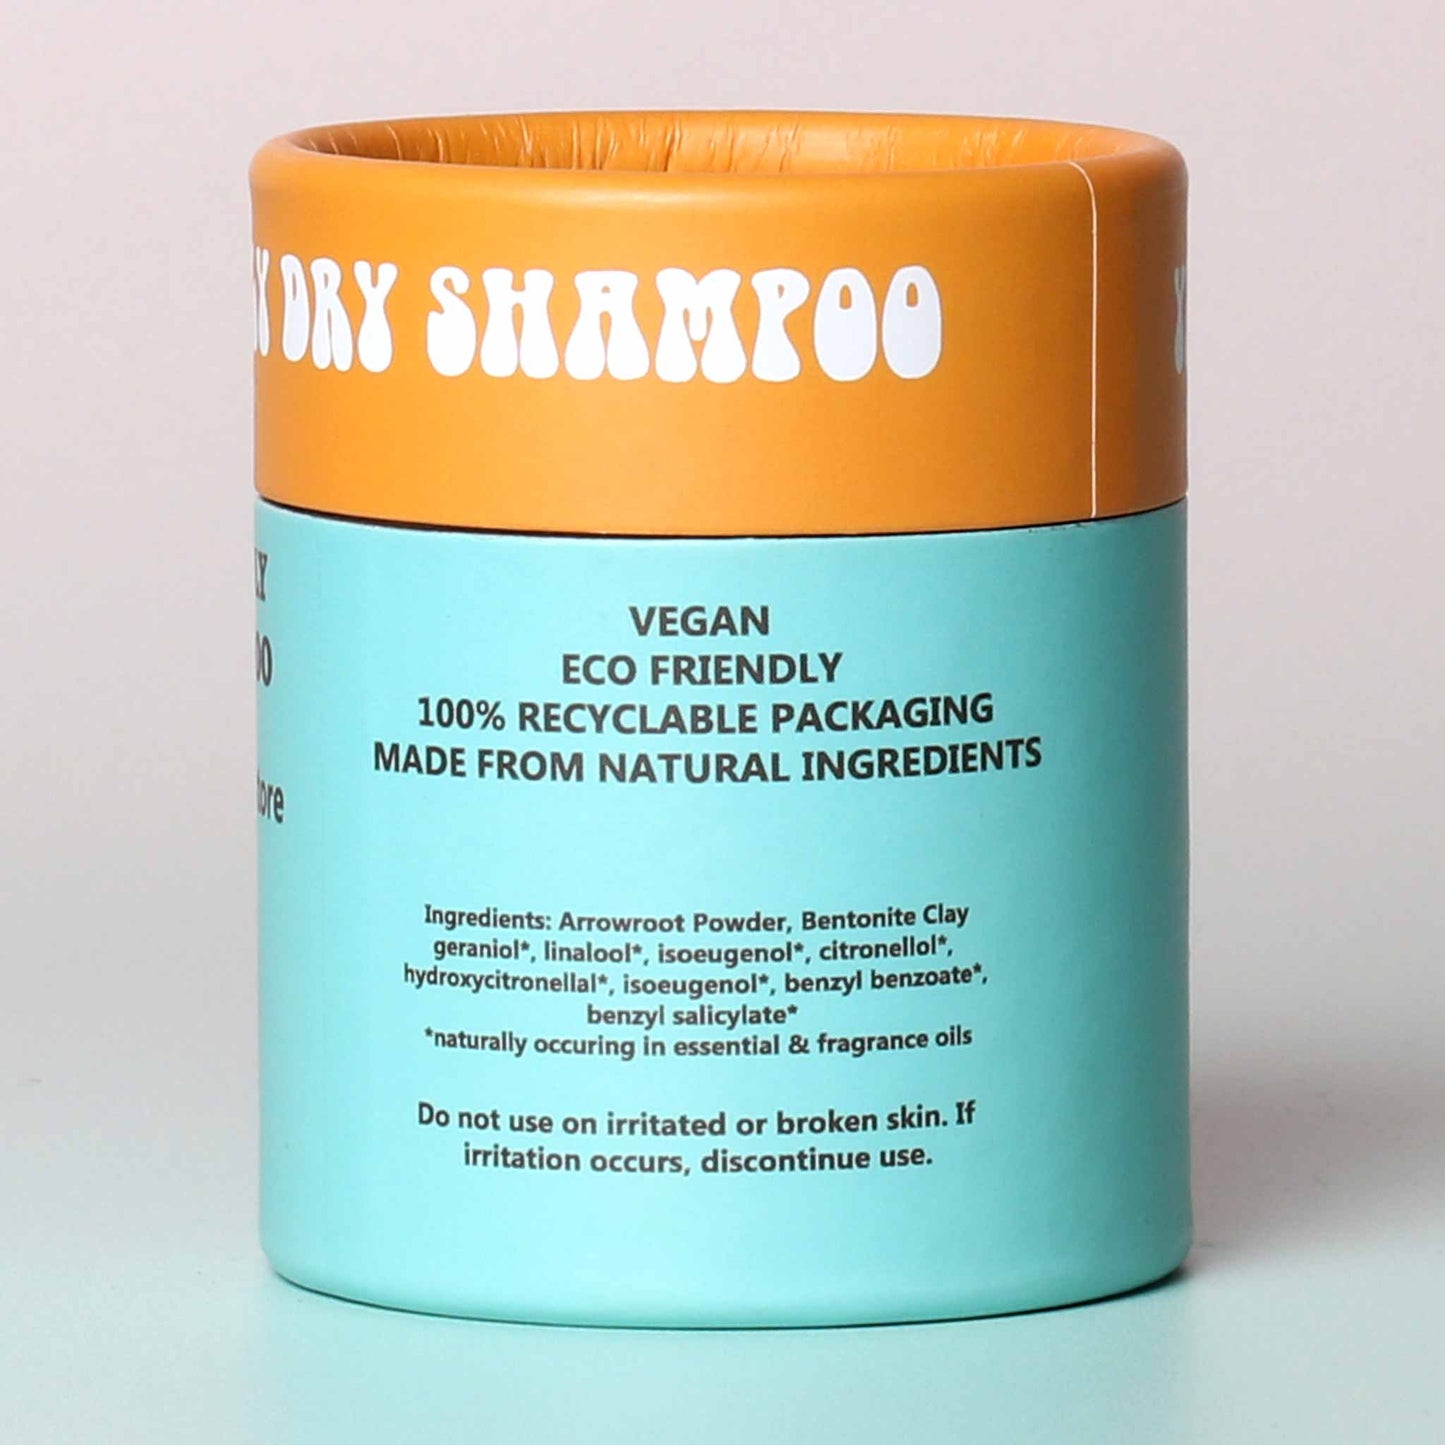 DRY SHAMPOO
VEGAN
ECO FRIENDLY
100% RECYCLABLE PACKAGING
MADE FROM NATURAL INGREDIENTS
Ingredients: Arrowroot Powder, Bentonite Clay
geraniol*, linalool*, isoeugenol*, citronellol*,
hydroxycitronellal*, isoeugenol*, benzyl benzoate*,
benzyl salicylate*
*naturally occuring in essential & fragrance oils
Do not use on irritated or broken skin. If
irritation occurs, discontinue use.